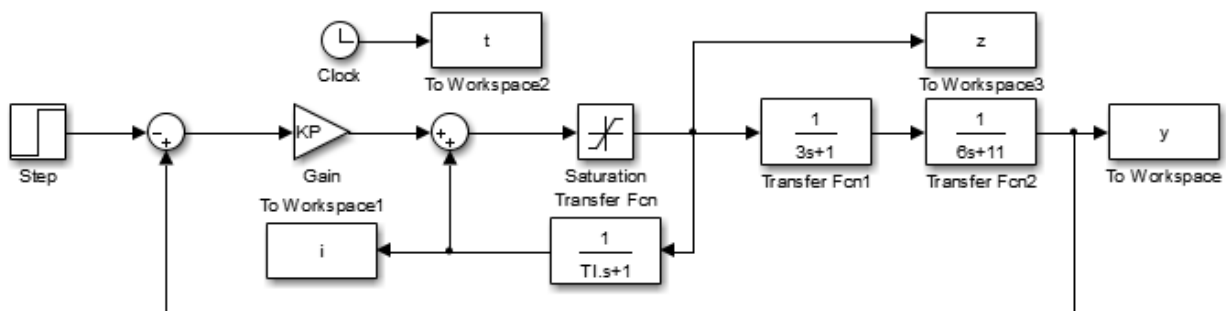 t
z
Clock
To Workspace2
To Workspace3
- +
KP
+ +
1
3s+1
1
6s+11
y
Step
Gain
Saturation
Transfer Fcn1
Transfer Fcn2
To Workspace
To Workspace1
Transfer Fcn
i
1
TI.s+1